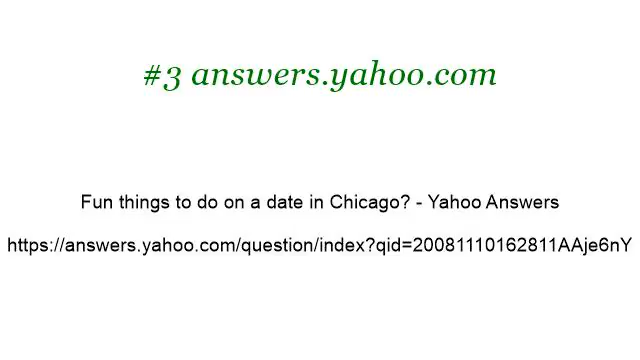 #3 answers.yahoo.com
Fun things to do on a date in Chicago? - Yahoo Answers
https://answers.yahoo.com/question/index?qid=20081110162811AAje6nY